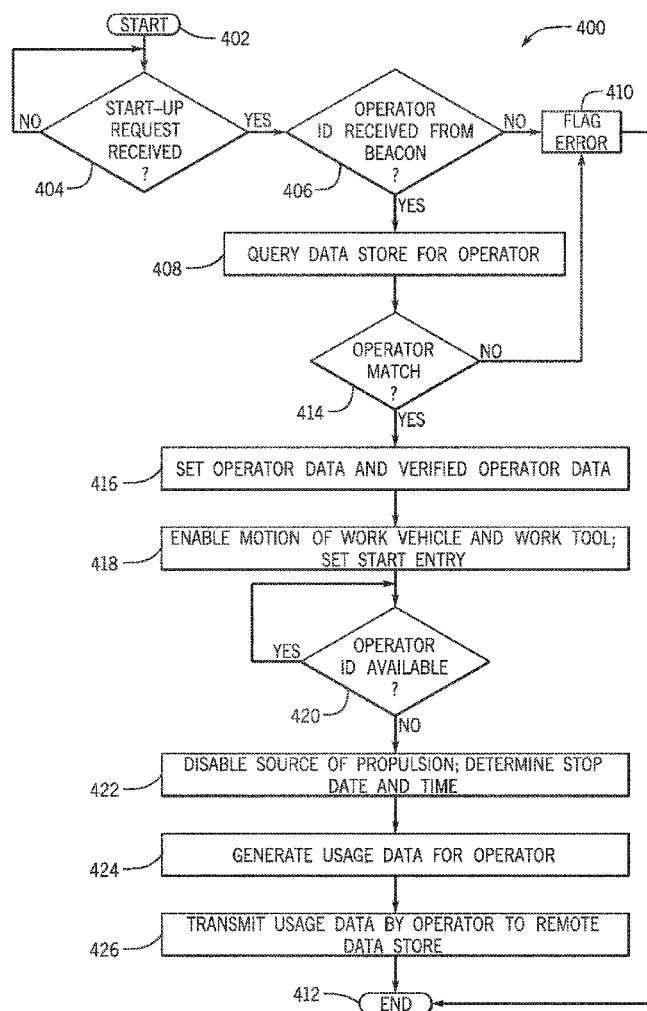 START
402
400
START-UP
REQUEST
RECEIVED
?
NO
YES
404
OPERATOR
ID RECEIVED FROM
BEACON
?
NO
YES
406
410
FLAG
ERROR
QUERY DATA STORE FOR OPERATOR
408
OPERATOR
MATCH
?
NO
414
YES
SET OPERATOR DATA AND VERIFIED OPERATOR DATA
416
ENABLE MOTION OF WORK VEHICLE AND WORK TOOL;
SET START ENTRY
418
OPERATOR
ID AVAILABLE
?
YES
420
NO
DISABLE SOURCE OF PROPULSION; DETERMINE STOP
DATE AND TIME
422
GENERATE USAGE DATA FOR OPERATOR
424
TRANSMIT USAGE DATA BY OPERATOR TO REMOTE
DATA STORE
426
412
END